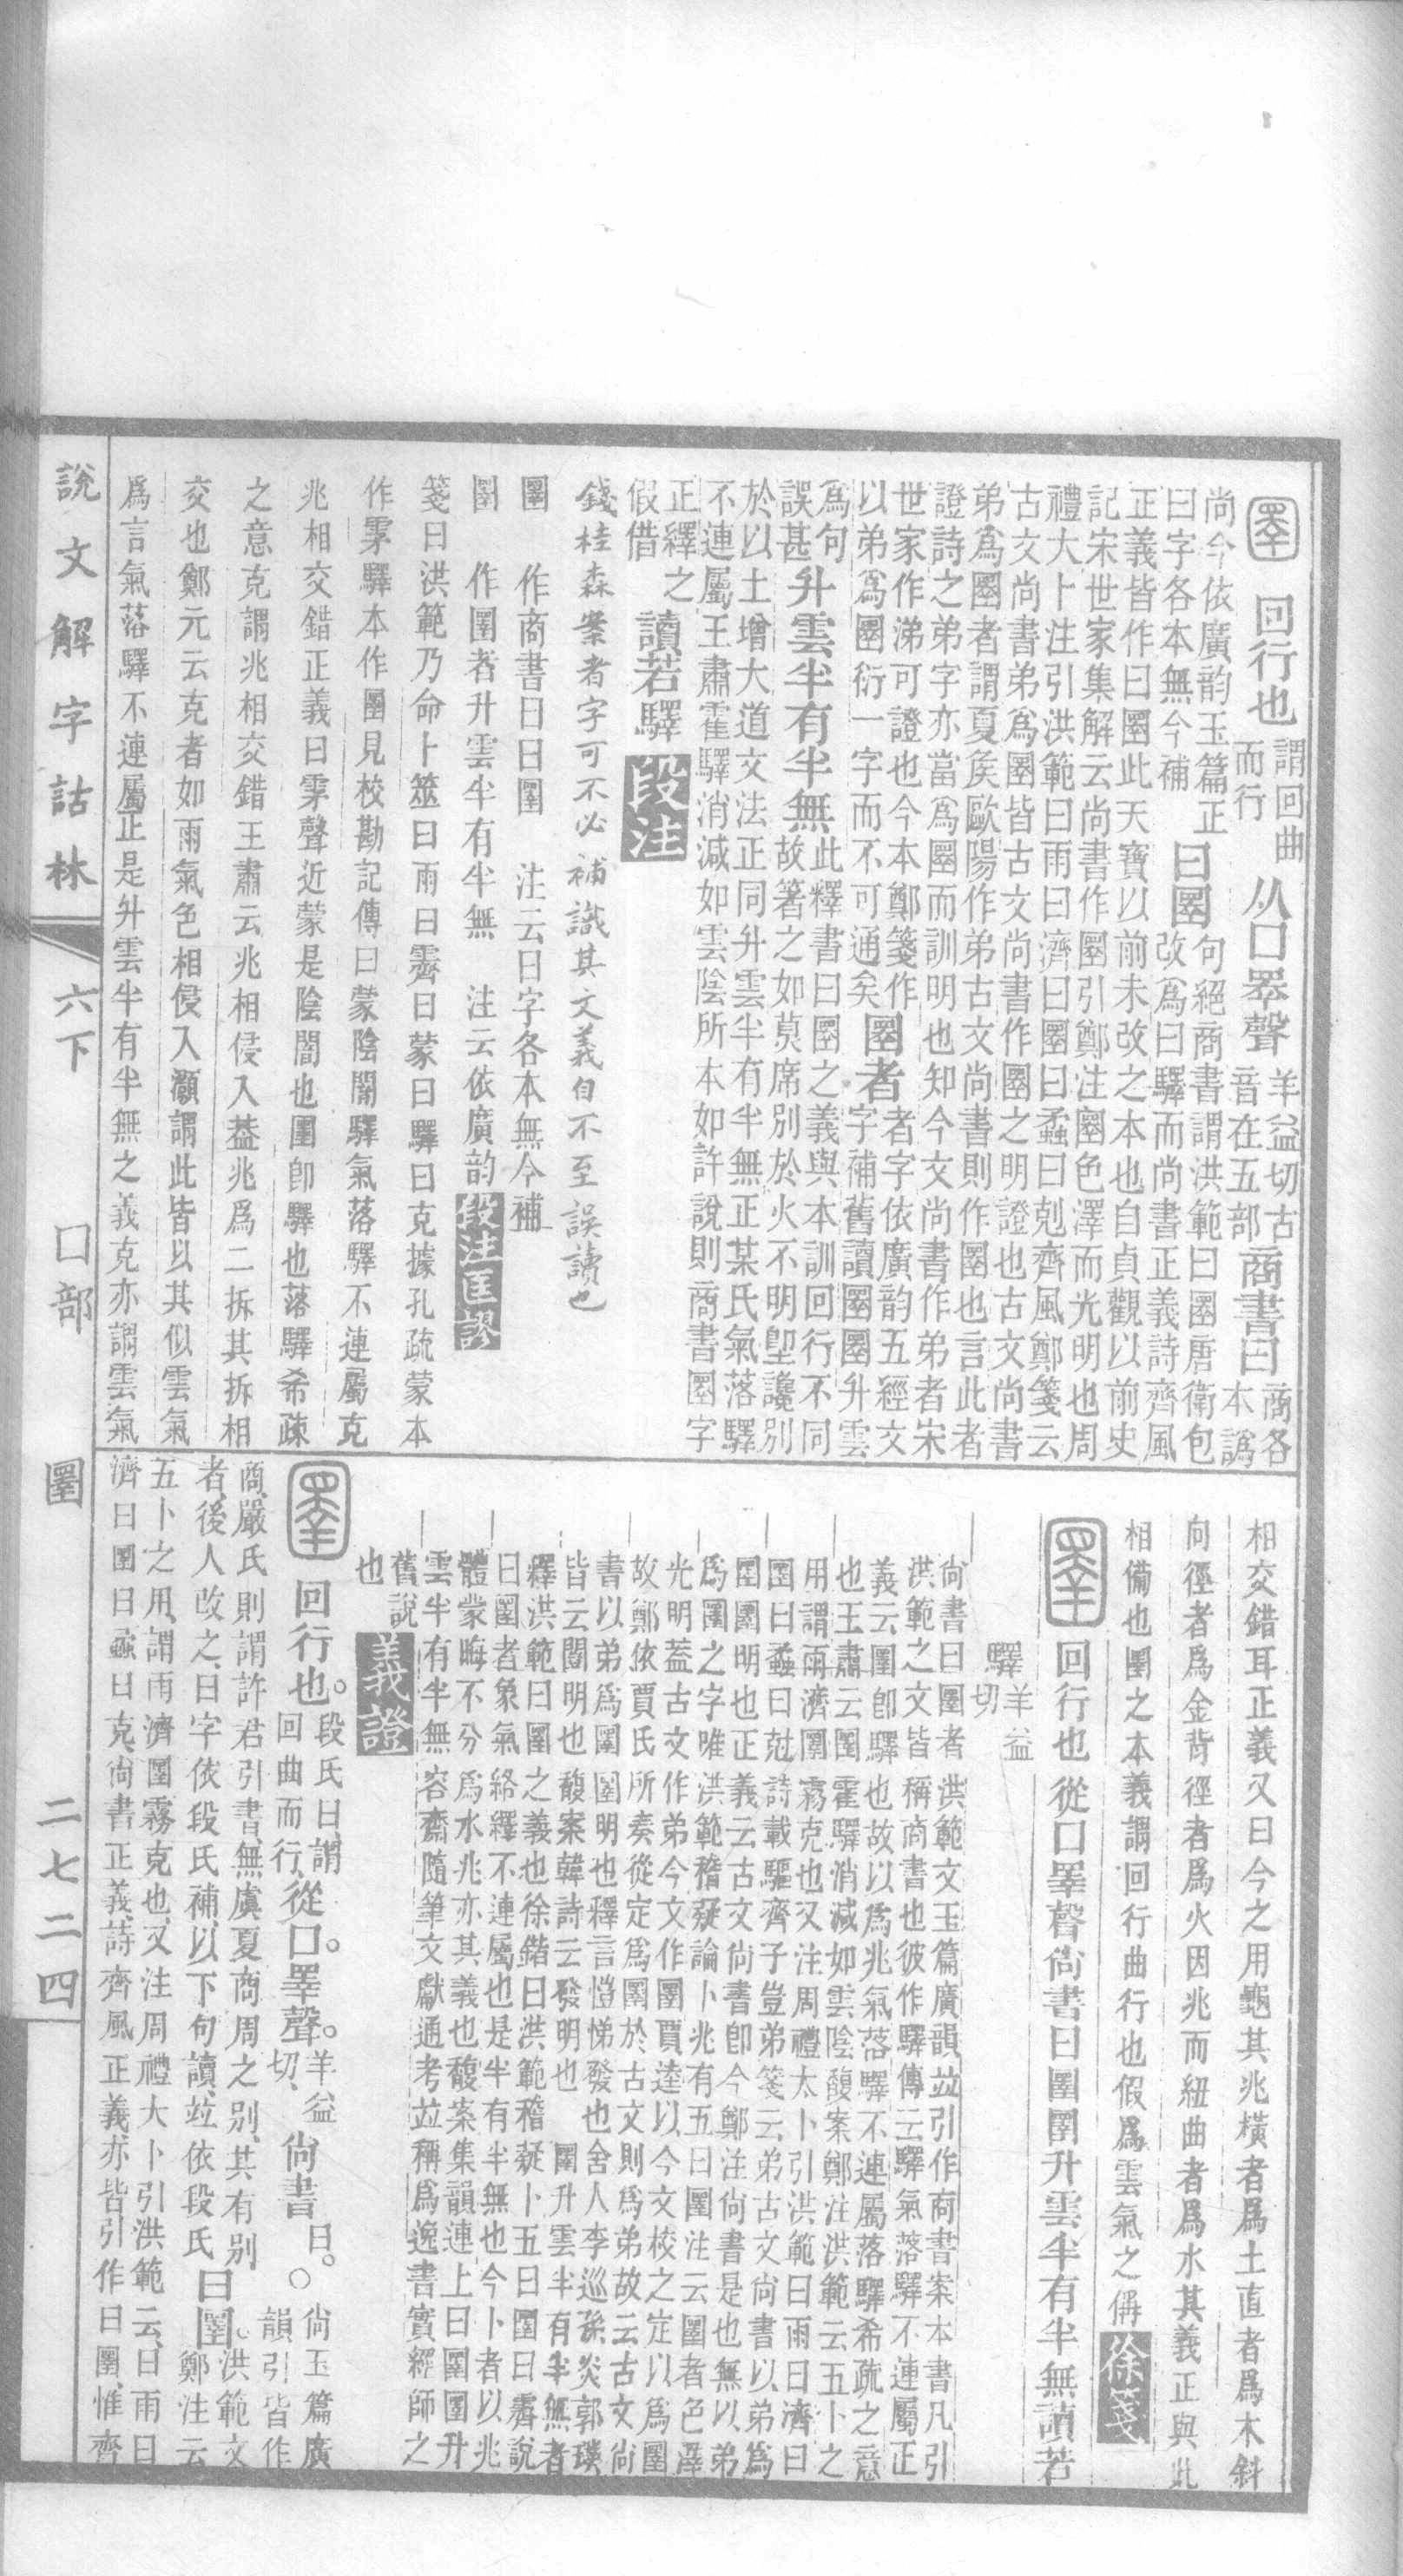 回行也謂回曲
而行从囗睪聲羊益切古
音在五部商書曰商各
本譌
尚今依廣韵玉篇正
曰字各本無今補曰圛句絕商書謂洪範曰圛唐衛包
改爲曰驛而尚書正義詩齊風
正義皆作曰圛此天寶以前未改之本也自貞觀以前史
記宋世家集解云尚書作圛引鄭注圛色澤而光明也周
禮大卜注引洪範曰雨曰濟曰圛曰蟊曰剋齊風鄭箋云
古文尚書弟爲圛皆古文尚書作圛之明證也古文尚書
弟爲圛者謂夏矦歐陽作弟古文尚書則作圛也言此者
證詩之弟字亦當爲圛而訓明也知今文尚書作弟者宋
世家作涕可證也今本鄭箋作圛者者字依廣韵五經文
字補舊讀圛圛升雲
以弟爲圛衍一字而不可通矣
爲句
誤甚升雲半有半無此釋書曰圛之義與本訓回行不同
故箸之如莫席別於火不明堲讒別
於以土增大道文法正同升雲半有半無正某氏氣落驛
不連屬王肅霍驛消減如雲陰所本如許說則商書圛字
正繹之
假借讀若驛段注
錢桂森案者字可不必補識其文義自不至誤讀也
圛　作商書曰曰圛　注云曰字各本無今補
圛　作圛者升雲半有半無　注云依廣韵段注匡謬
箋曰洪範乃命卜筮曰雨曰霽曰蒙曰驛曰克據孔疏蒙本
作雺驛本作圛見校勘記傳曰蒙陰闇驛氣落驛不連屬克
兆相交錯正義曰雺聲近蒙是陰闇也圛卽驛也落驛希疎
之意克謂兆相交錯王肅云兆相侵入葢兆爲二拆其拆相
交也鄭元云克者如雨氣色相侵入灝謂此皆以其似雲氣
爲言氣落驛不連屬正是升雲半有半無之義克亦謂雲氣
相交錯耳正義又曰今之用龜其兆橫者爲土直者爲木斜
向徑者爲金背徑者爲火因兆而紐曲者爲水其義正與此
相備也圛之本義謂回行曲行也假爲雲氣之偁徐箋
回行也從囗睪聲尚書曰圛圛升雲半有半無讀若
驛羊益
切
尚書曰圛者洪範文玉篇廣韻竝引作商書案本書凡引
洪範之文皆稱商書也彼作驛傳云驛氣落驛不連屬正
義云圛卽驛也故以爲兆氣落驛不連屬落驛希疏之意
也王肅云圛霍驛消減如雲陰馥案鄭注洪範云五卜之
用謂雨濟圛雺克也又注周禮太卜引洪範曰雨曰濟曰
圛曰蟊曰尅詩載驅齊子豈弟箋云弟古文尚書以弟爲
圛圛明也正義云古文尚書卽今鄭注尚書是也無以弟
爲圛之字唯洪範稽疑論卜兆有五曰圛注云圛者色澤
光明葢古文作弟今文作圛賈逵以今文校之定以爲圛
故鄭依賈氏所奏從定爲圛於古文則爲弟故云古文尚
書以弟爲圛圛明也釋言愷悌發也舍人李巡孫炎郭璞
皆云闓明也馥案韓詩云發明也　圛升雲半有半無者
釋洪範曰圛之義也徐鍇曰洪範稽疑卜五曰圛曰霽說
曰圛者象氣絡繹不連屬也是半有半無也今卜者以兆
體蒙晦不分爲水兆亦其義也馥案集韻連上曰圛圛升
雲半有半無容齋隨筆文獻通考竝稱爲逸書實經師之
舊說
也義證
回行也。段氏曰、謂
回曲而行、從囗。睪聲。羊益
切、尚書曰。○尚玉篇廣
韻引皆作
商、嚴氏則謂許君引書、無虞夏商周之別、其有別
者、後人改之、曰字依段氏補、以下句讀、竝依段氏曰圛。洪範文
鄭注云
五卜之用、謂雨濟圛霧克也、又注周禮大卜引洪範云、曰雨曰
濟曰圛曰蟊曰克、尚書正義、詩齊風正義、亦皆引作曰圛、惟齊
說文解字詁林　六下　囗部　圛　二七二四